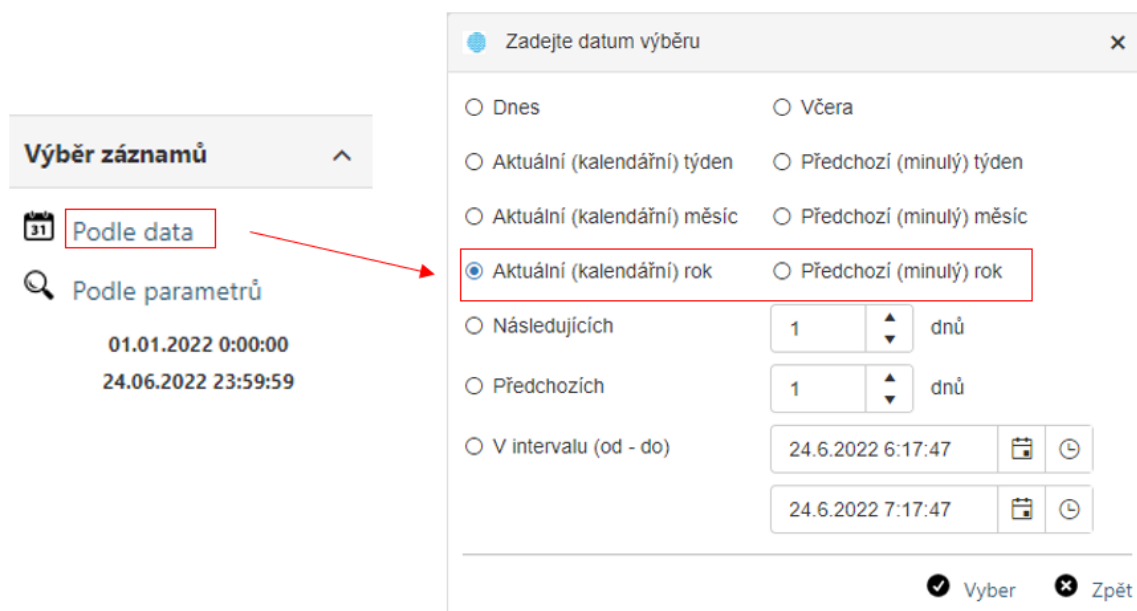 Výběr záznamů
31
Podle data
Podle parametrů
01.01.2022 0:00:00
24.06.2022 23:59:59
Zadejte datum výběru
Dnes
Včera
Aktuální (kalendářní) týden
Předchozí (minulý) týden
Aktuální (kalendářní) měsíc
Předchozí (minulý) měsíc
Aktuální (kalendářní) rok
Předchozí (minulý) rok
Následujících 1 dnů
Předchozích 1 dnů
V intervalu (od - do) 24.6.2022 6:17:47
24.6.2022 7:17:47
Vyber Zpět